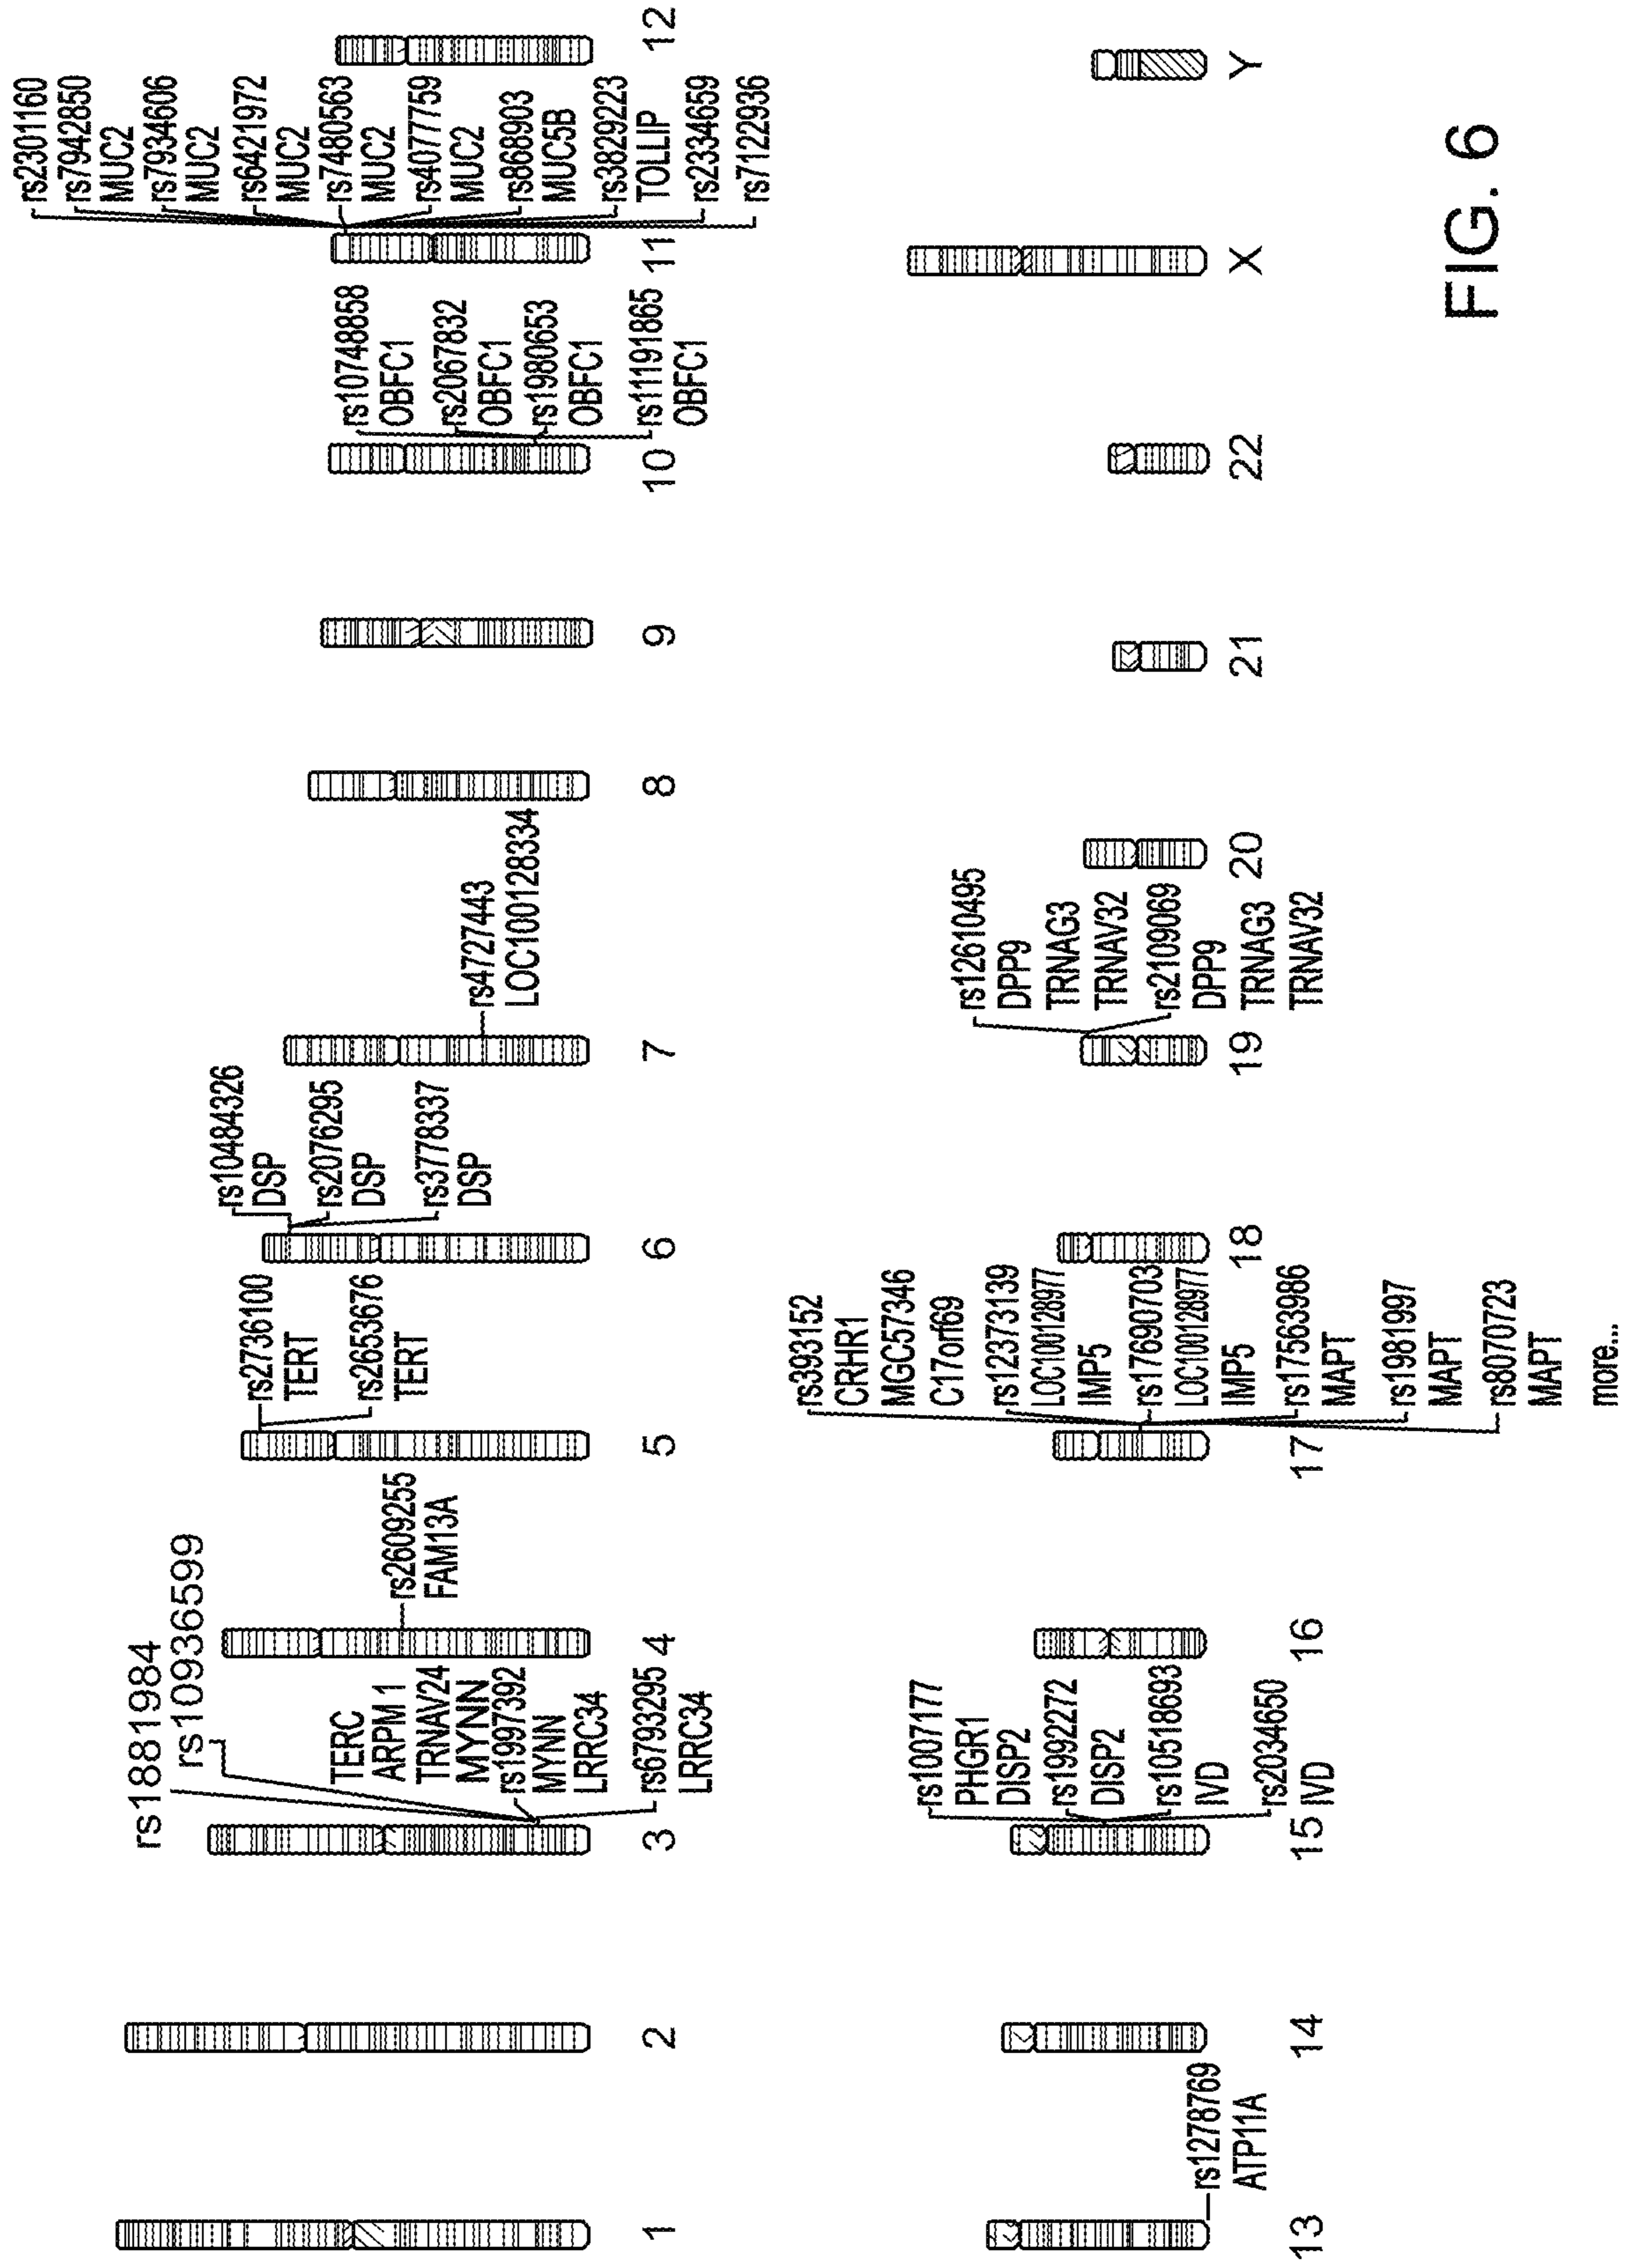 rs1881984
rs10936599
TERC
ARPM 1
TRNAV24
MYNN
rs1997392
MYNN
LRRC34
rs6793295
LRRC34
rs2609255
FAM13A
rs2736100
TERT
rs2653676
TERT
rs10484326
DSP
rs2076295
DSP
rs3778337
DSP
rs4727443
LOC100128334
rs10748858
OBFC1
rs2067832
OBFC1
rs1980653
OBFC1
rs11191865
OBFC1
rs2301160
rs7942850
MUC2
rs7934606
MUC2
rs6421972
MUC2
rs7480563
MUC2
rs4077759
MUC2
rs868903
MUC5B
rs3829223
TOLLIP
rs2334659
rs7122936
1 2 3 4 5 6 7 8 9 10 11 12
rs1278769
ATP11A
rs1007177
PHGR1
DISP2
rs1992272
DISP2
rs10518693
IVD
rs2034650
IVD
rs393152
CRHR1
MGC57346
C17orf69
rs12373139
LOC100128977
IMP5
rs17690703
LOC100128977
IMP5
rs17563986
MAPT
rs1981997
MAPT
rs8070723
MAPT
more...
rs12610495
DPP9
TRNAG3
TRNAV32
rs2109069
DPP9
TRNAG3
TRNAV32
13 14 15 16 17 18 19 20 21 22 X Y
FIG. 6